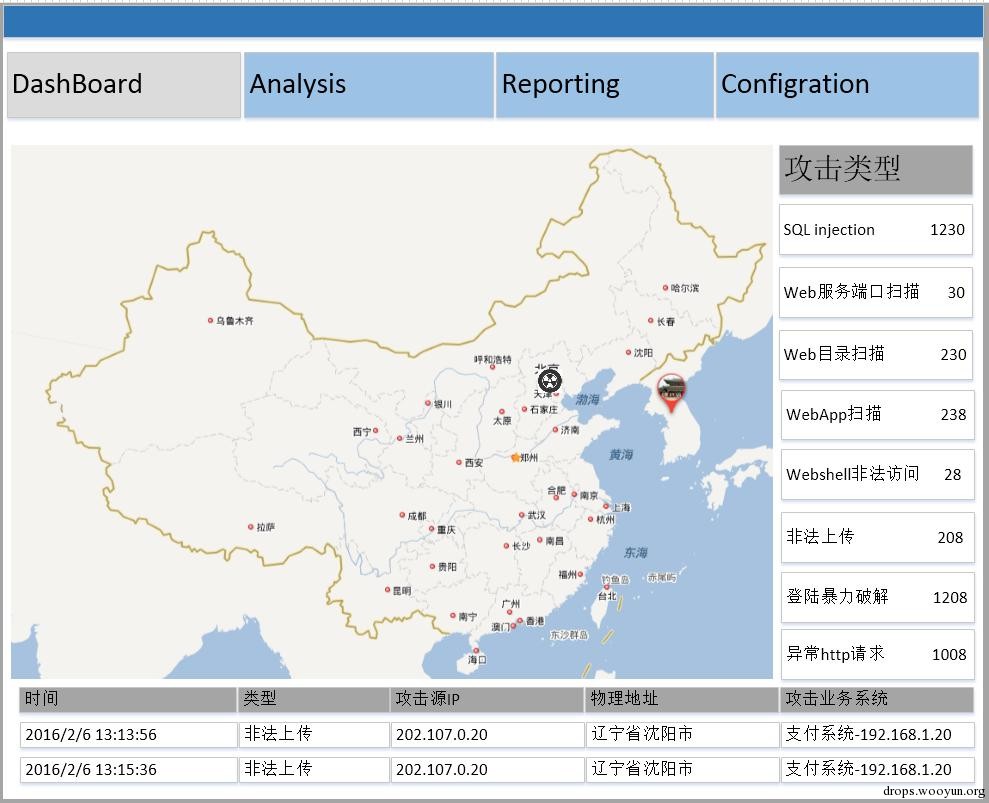 DashBoard
Analysis
Reporting
Configration
攻击类型
SQL injection 1230
Web服务端口扫描 30
Web目录扫描 230
WebApp扫描 238
Webshell非法访问 28
非法上传 208
登陆暴力破解 1208
异常http请求 1008
哈尔滨
长春
乌鲁木齐
沈阳
呼和浩特
北京
天津
渤海
银川
石家庄
太原
西宁
济南
兰州
黄海
郑州
西安
合肥
南京
上海
成都
武汉
杭州
拉萨
重庆
长沙
南昌
东海
贵阳
福州
钓鱼岛
赤尾屿
昆明
台北
广州
南宁
香港
澳门
东沙群岛
海口
时间 类型 攻击源IP 物理地址 攻击业务系统
2016/2/6 13:13:56 非法上传 202.107.0.20 辽宁省沈阳市 支付系统-192.168.1.20
2016/2/6 13:15:36 非法上传 202.107.0.20 辽宁省沈阳市 支付系统-192.168.1.20
drops.wooyun.org